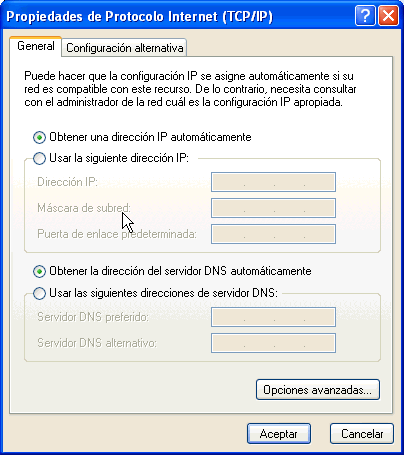 Propiedades de Protocolo Internet (TCP/IP)
General
Configuración alternativa
Puede hacer que la configuración IP se asigne automáticamente si su
red es compatible con este recurso. De lo contrario, necesita consultar
con el administrador de la red cuál es la configuración IP apropiada.
Obtener una dirección IP automáticamente
Usar la siguiente dirección IP:
Dirección IP:
Máscara de subred:
Puerta de enlace predeterminada:
Obtener la dirección del servidor DNS automáticamente
Usar las siguientes direcciones de servidor DNS:
Servidor DNS preferido:
Servidor DNS alternativo:
Opciones avanzadas...
Aceptar
Cancelar